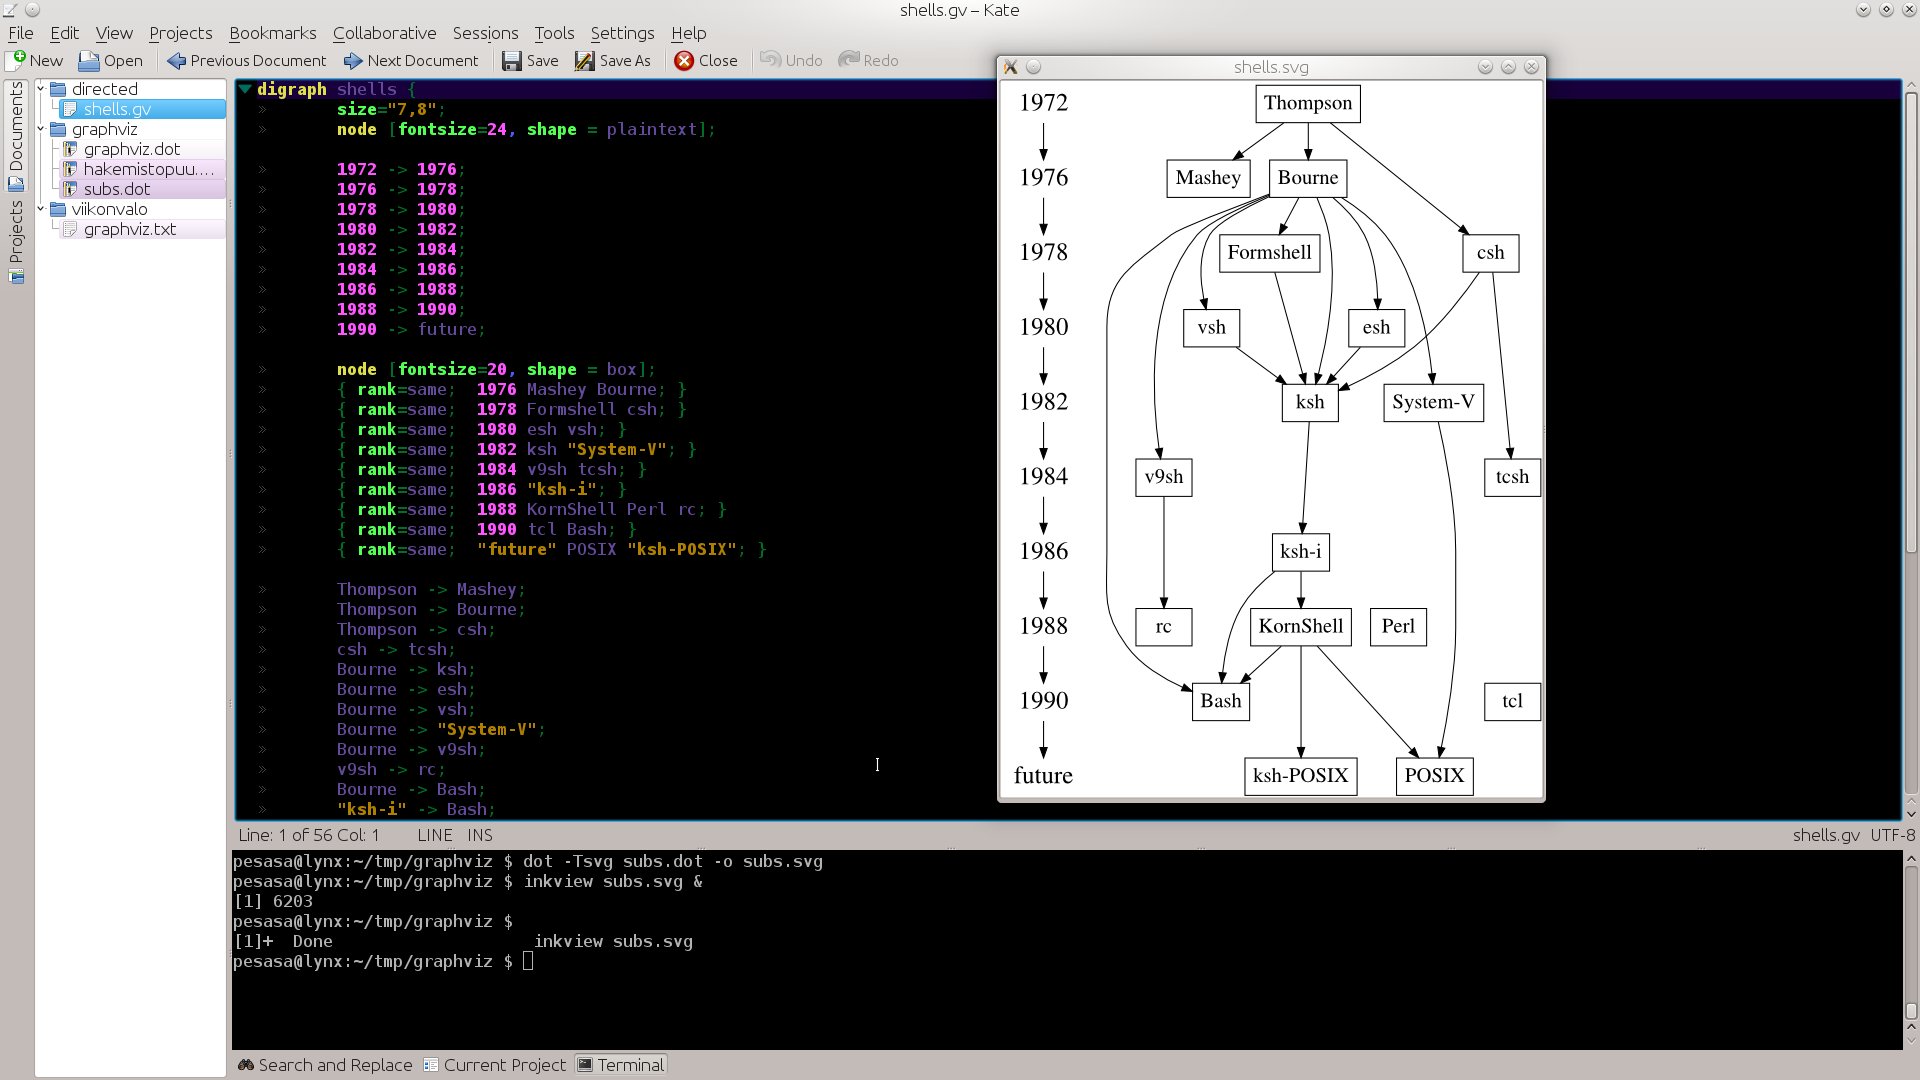 shells.gv – Kate
File Edit View Projects Bookmarks Collaborative Sessions Tools Settings Help
New Open Previous Document Next Document Save Save As Close Undo Redo
Documents
Projects
directed
shells.gv
graphviz
graphviz.dot
hakemistopuu....
subs.dot
viikonvalo
graphviz.txt
digraph shells {
size="7,8";
node [fontsize=24, shape = plaintext];
1972 -> 1976;
1976 -> 1978;
1978 -> 1980;
1980 -> 1982;
1982 -> 1984;
1984 -> 1986;
1986 -> 1988;
1988 -> 1990;
1990 -> future;
node [fontsize=20, shape = box];
{ rank=same;  1976 Mashey Bourne; }
{ rank=same;  1978 Formshell csh; }
{ rank=same;  1980 esh vsh; }
{ rank=same;  1982 ksh "System-V"; }
{ rank=same;  1984 v9sh tcsh; }
{ rank=same;  1986 "ksh-i"; }
{ rank=same;  1988 KornShell Perl rc; }
{ rank=same;  1990 tcl Bash; }
{ rank=same;  "future" POSIX "ksh-POSIX"; }
Thompson -> Mashey;
Thompson -> Bourne;
Thompson -> csh;
csh -> tcsh;
Bourne -> ksh;
Bourne -> esh;
Bourne -> vsh;
Bourne -> "System-V";
Bourne -> v9sh;
v9sh -> rc;
Bourne -> Bash;
"ksh-i" -> Bash;
shells.svg
1972 Thompson
1976 Mashey Bourne
1978 Formshell csh
1980 vsh esh
1982 ksh System-V
1984 v9sh tcsh
1986 ksh-i
1988 rc KornShell Perl
1990 Bash tcl
future ksh-POSIX POSIX
Line: 1 of 56 Col: 1 LINE INS shells.gv UTF-8
pesasa@lynx:~/tmp/graphviz $ dot -Tsvg subs.dot -o subs.svg
pesasa@lynx:~/tmp/graphviz $ inkview subs.svg &
[1] 6203
pesasa@lynx:~/tmp/graphviz $
[1]+  Done                    inkview subs.svg
pesasa@lynx:~/tmp/graphviz $
Search and Replace Current Project Terminal